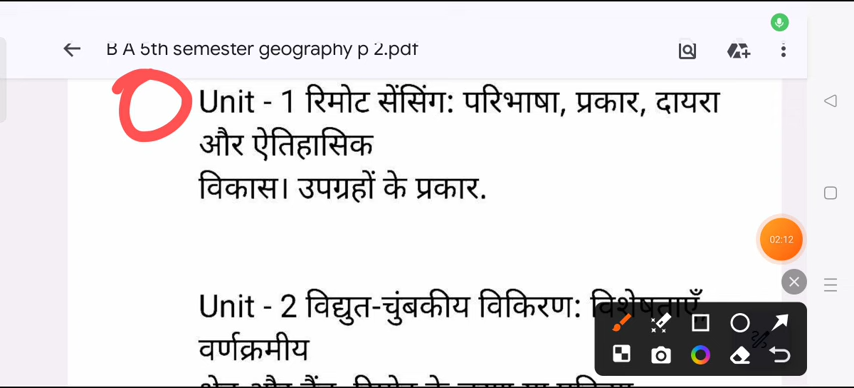 B A 5th semester geography p 2.pdf
Unit - 1 रिमोट सेंसिंग: परिभाषा, प्रकार, दायरा
और ऐतिहासिक
विकास। उपग्रहों के प्रकार.
02:12
Unit - 2 विद्युत-चुंबकीय विकिरण: विशेषताएँ
वर्णक्रमीय